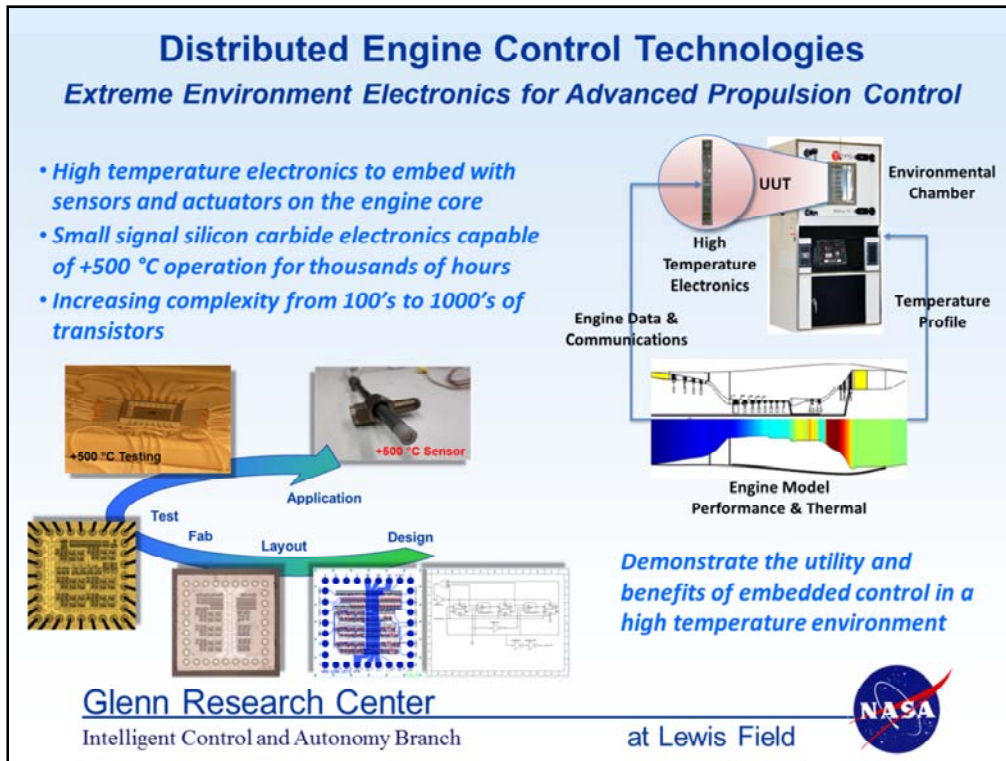 Distributed Engine Control Technologies
Extreme Environment Electronics for Advanced Propulsion Control
• High temperature electronics to embed with
sensors and actuators on the engine core
• Small signal silicon carbide electronics capable
of +500 °C operation for thousands of hours
• Increasing complexity from 100's to 1000's of
transistors
UUT
Environmental
Chamber
High
Temperature
Electronics
Engine Data &
Communications
Temperature
Profile
Engine Model
Performance & Thermal
+500 °C Testing
+500 °C Sensor
Application
Test
Fab
Layout
Design
Demonstrate the utility and
benefits of embedded control in a
high temperature environment
Glenn Research Center
Intelligent Control and Autonomy Branch
at Lewis Field
NASA